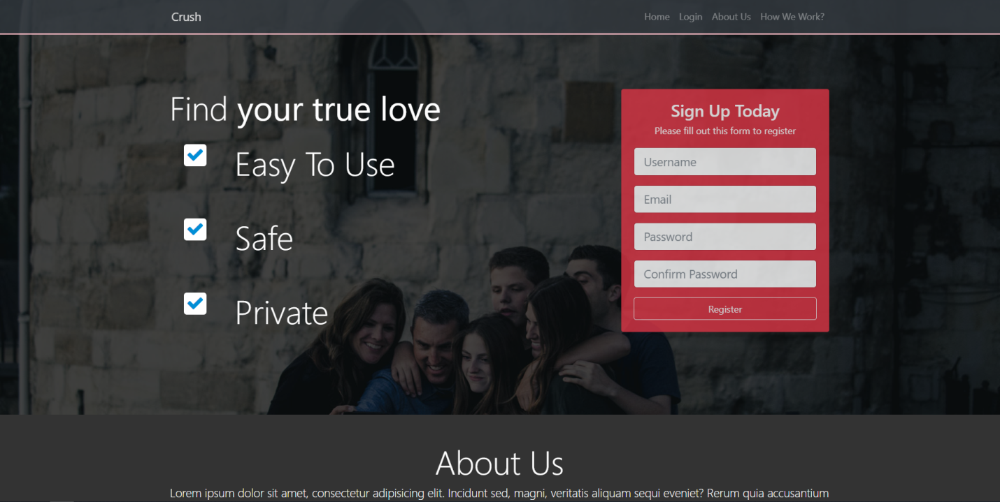 Crush
Home Login About Us How We Work?
Find your true love
Easy To Use
Safe
Private
Sign Up Today
Please fill out this form to register
Username
Email
Password
Confirm Password
Register
About Us
Lorem ipsum dolor sit amet, consectetur adipisicing elit. Incidunt sed, magni, veritatis aliquam sequi eveniet? Rerum quia accusantium